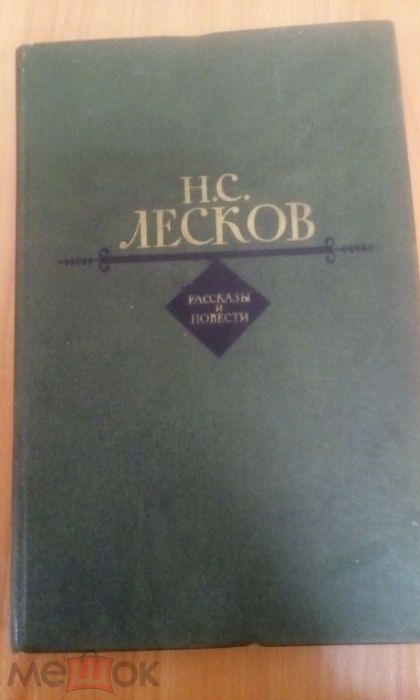 Н.С.
ЛЕСКОВ
РАССКАЗЫ
И
ПОВЕСТИ
мешок